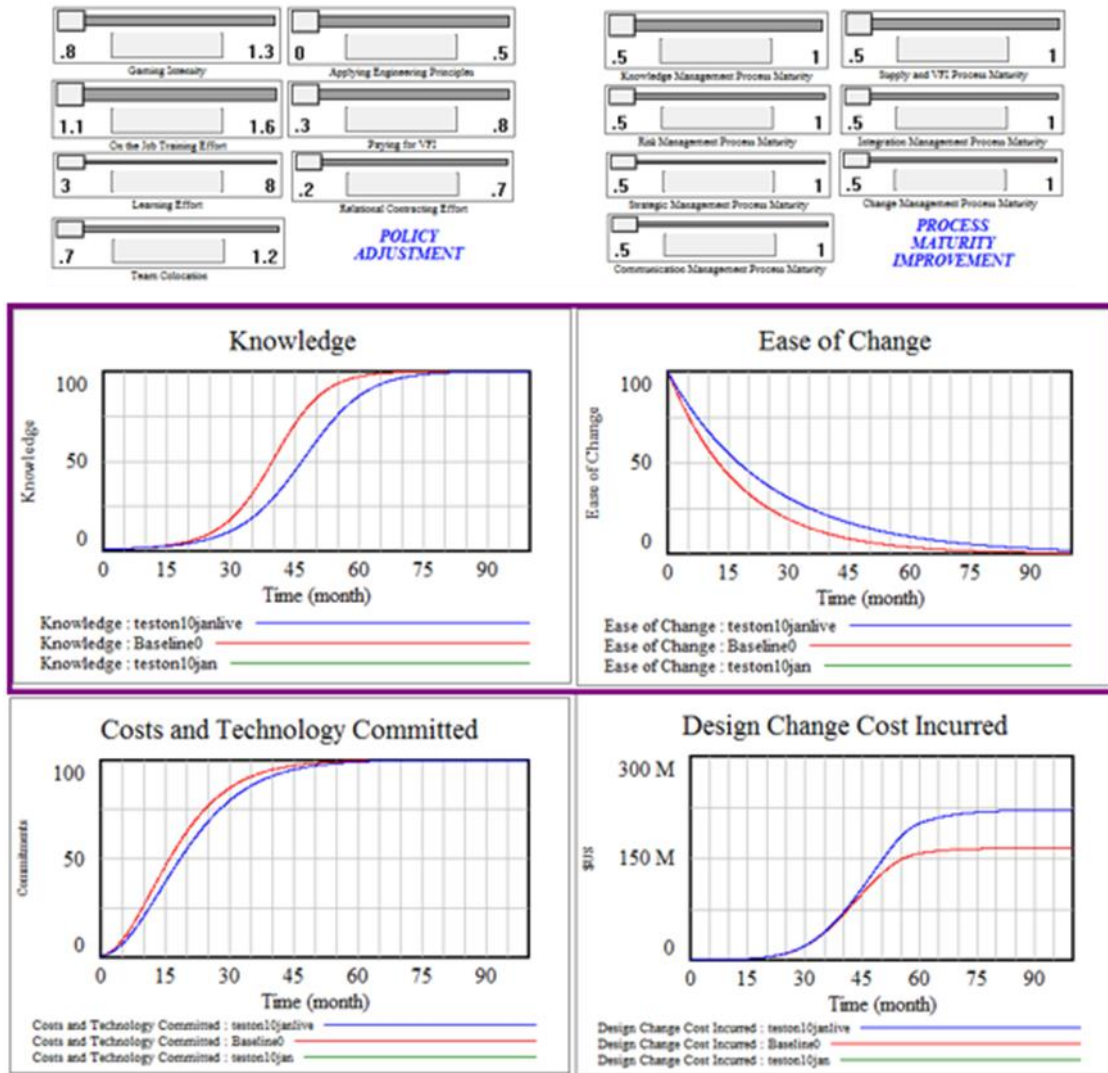 .8 1.3
Gaming Intensity
0 .5
Applying Engineering Principles
1.1 1.6
On the Job Training Effort
.3 .8
Paying for VFI
3 8
Learning Effort
.2 .7
Relational Contracting Effort
.7 1.2
Team Colocation
POLICY
ADJUSTMENT
.5 1
Knowledge Management Process Maturity
.5 1
Supply and VFI Process Maturity
.5 1
Risk Management Process Maturity
.5 1
Integration Management Process Maturity
.5 1
Strategic Management Process Maturity
.5 1
Change Management Process Maturity
.5 1
Communication Management Process Maturity
PROCESS
MATURITY
IMPROVEMENT
Knowledge
100
50
0
Knowledge
0 15 30 45 60 75 90
Time (month)
Knowledge : teston10janlive
Knowledge : Baseline0
Knowledge : teston10jan
Ease of Change
100
50
0
Ease of Change
0 15 30 45 60 75 90
Time (month)
Ease of Change : teston10janlive
Ease of Change : Baseline0
Ease of Change : teston10jan
Costs and Technology Committed
100
50
0
Commitments
0 15 30 45 60 75 90
Time (month)
Costs and Technology Committed : teston10janlive
Costs and Technology Committed : Baseline0
Costs and Technology Committed : teston10jan
Design Change Cost Incurred
300 M
150 M
0
$US
0 15 30 45 60 75 90
Time (month)
Design Change Cost Incurred : teston10janlive
Design Change Cost Incurred : Baseline0
Design Change Cost Incurred : teston10jan